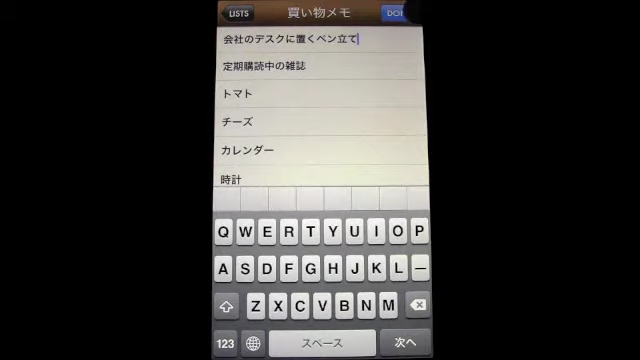 LISTS 買い物メモ DO
会社のデスクに置くペン立て
定期購読中の雑誌
トマト
チーズ
カレンダー
時計
Q W E R T Y U I O P
A S D F G H J K L ー
Z X C V B N M
123 スペース 次へ